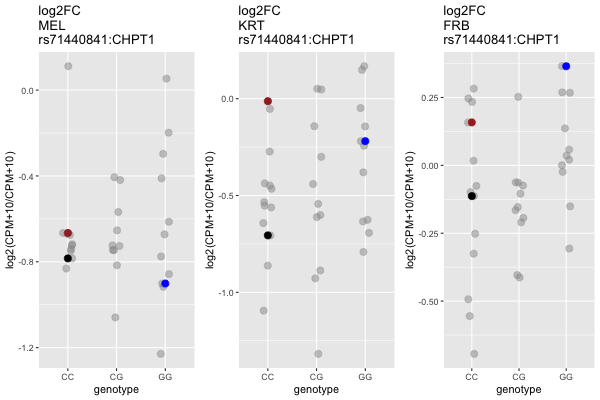 log2FC
MEL
rs71440841:CHPT1
log2(CPM+10/CPM+10)
0.0
-0.4
-0.8
-1.2
CC
CG
GG
genotype
log2FC
KRT
rs71440841:CHPT1
log2(CPM+10/CPM+10)
0.0
-0.5
-1.0
CC
CG
GG
genotype
log2FC
FRB
rs71440841:CHPT1
log2(CPM+10/CPM+10)
0.25
0.00
-0.25
-0.50
CC
CG
GG
genotype